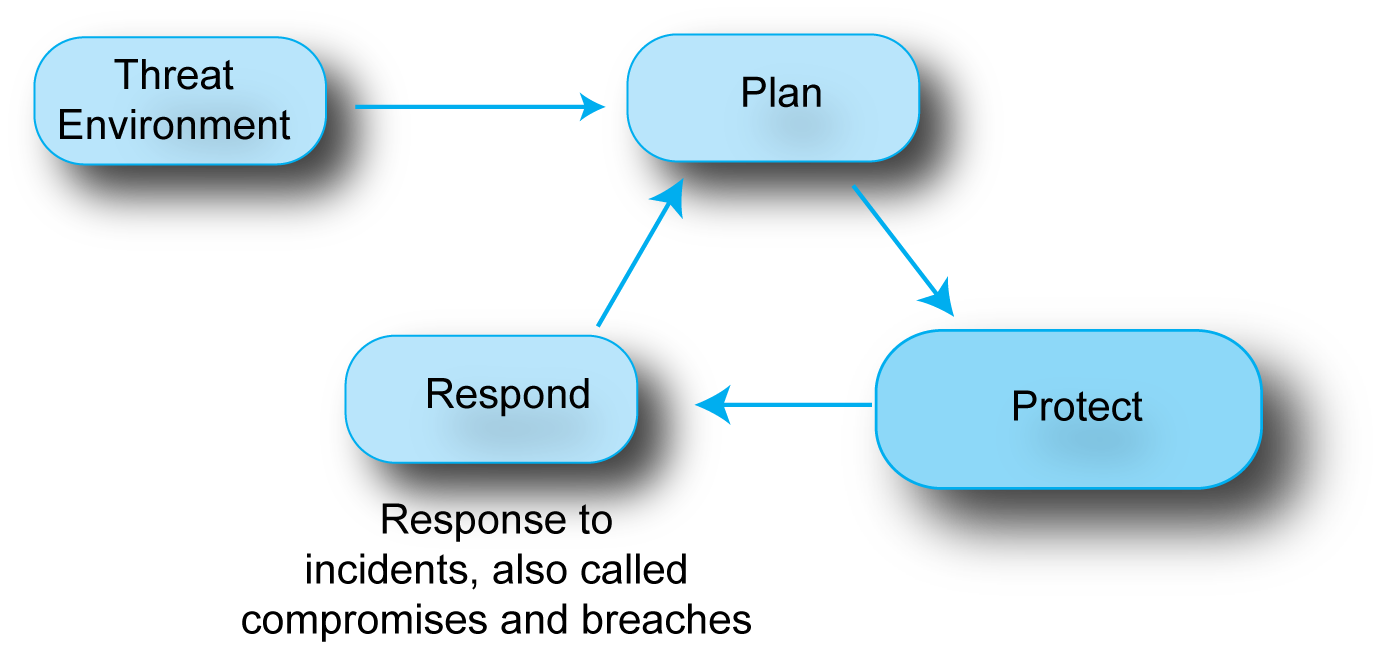 Threat
Environment
Plan
Respond
Protect
Response to
incidents, also called
compromises and breaches